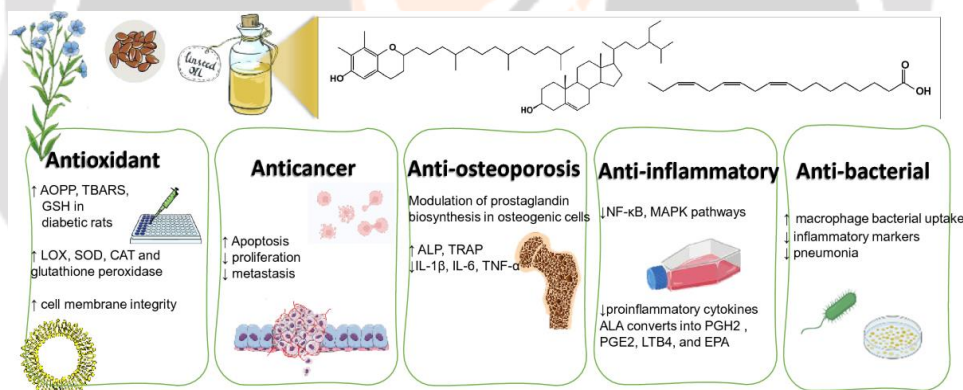 linseed
OIL
HO
O
O
OH
HO
Antioxidant
↑ AOPP, TBARS,
GSH in
diabetic rats
↑ LOX, SOD, CAT and
glutathione peroxidase
↑ cell membrane integrity
Anticancer
↑ Apoptosis
↓ proliferation
↓ metastasis
Anti-osteoporosis
Modulation of prostaglandin
biosynthesis in osteogenic cells
↑ ALP, TRAP
↓IL-1β, IL-6, TNF-α
Anti-inflammatory
↓NF-κB, MAPK pathways
↓proinflammatory cytokines
ALA converts into PGH2 ,
PGE2, LTB4, and EPA
Anti-bacterial
↑ macrophage bacterial uptake
↓ inflammatory markers
↓ pneumonia